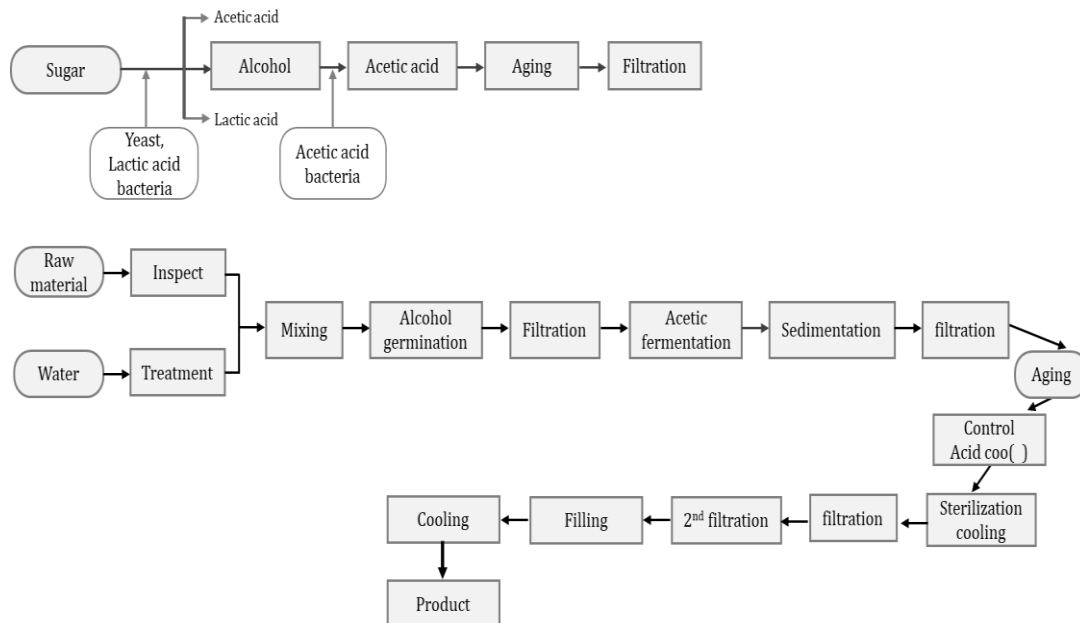 Acetic acid
Sugar
Alcohol
Acetic acid
Aging
Filtration
Lactic acid
Yeast,
Lactic acid
bacteria
Acetic acid
bacteria
Raw
material
Inspect
Mixing
Alcohol
germination
Filtration
Acetic
fermentation
Sedimentation
filtration
Water
Treatment
Aging
Control
Acid coo( )
Sterilization
cooling
filtration
2nd filtration
Filling
Cooling
Product